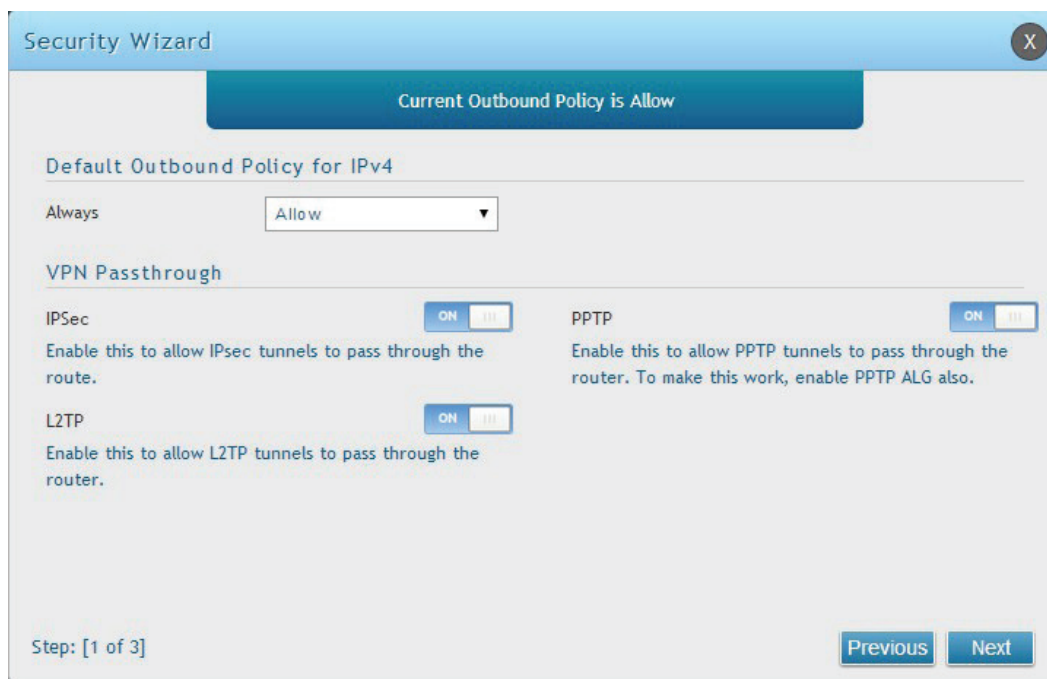 Security Wizard
X
Current Outbound Policy is Allow
Default Outbound Policy for IPv4
Always
Allow
VPN Passthrough
IPSec
ON
Enable this to allow IPsec tunnels to pass through the
route.
PPTP
ON
Enable this to allow PPTP tunnels to pass through the
router. To make this work, enable PPTP ALG also.
L2TP
ON
Enable this to allow L2TP tunnels to pass through the
router.
Step: [1 of 3]
Previous
Next